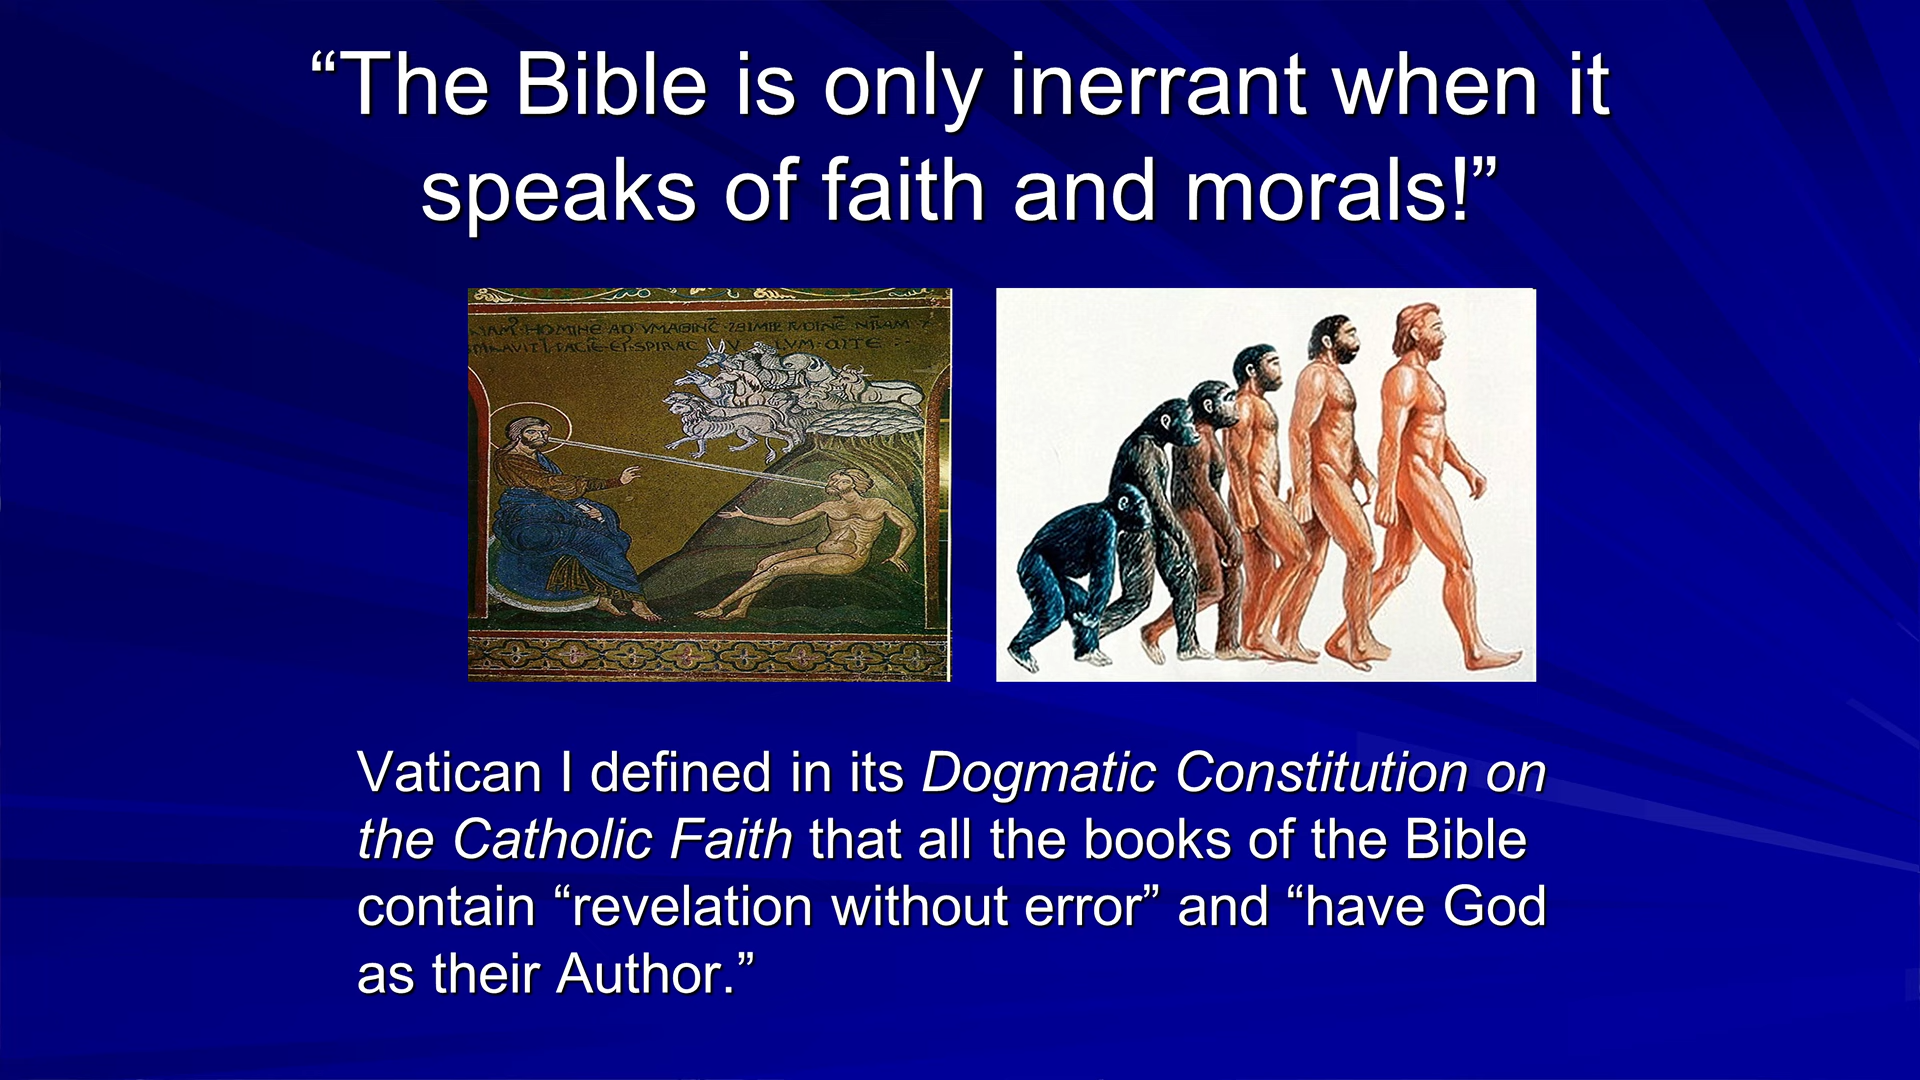 “The Bible is only inerrant when it
speaks of faith and morals!”
Vatican I defined in its Dogmatic Constitution on
the Catholic Faith that all the books of the Bible
contain “revelation without error” and “have God
as their Author.”